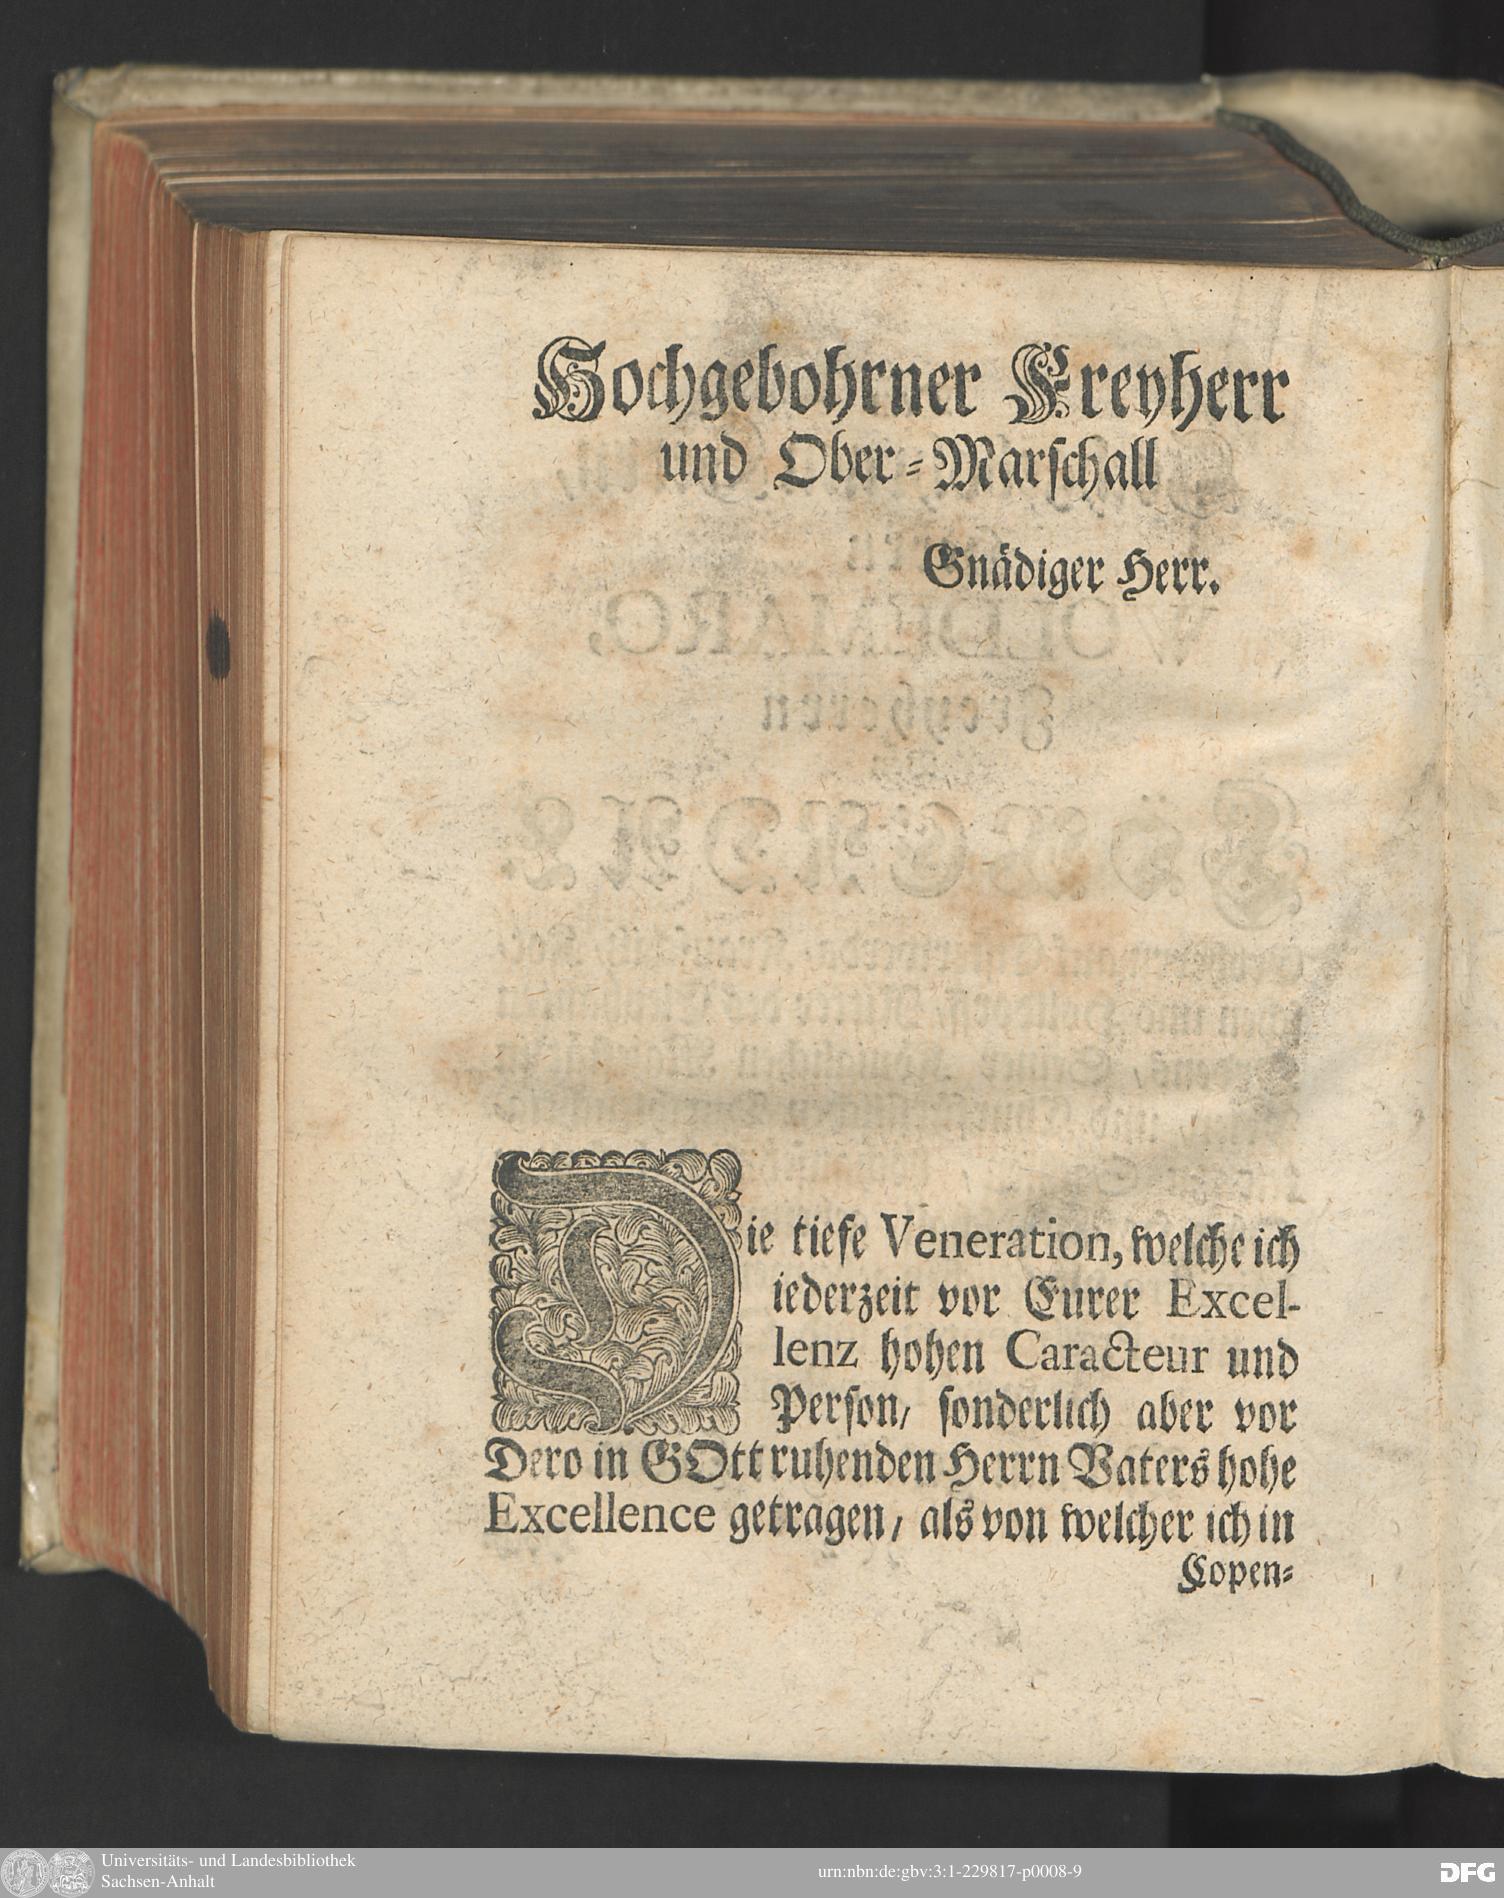 Hochgebohrner Freyherr
und Ober-Marſchall
Gnädiger Herr.
Die tiefe Veneration, welche ich
iederzeit vor Eurer Excel-
lenz hohen Caracteur und
Perſon, ſonderlich aber vor
Dero in GOtt ruhenden Herrn Vaters hohe
Excellence getragen, als von welcher ich in
Copen-
Universitäts- und Landesbibliothek
Sachsen-Anhalt
urn:nbn:de:gbv:3:1-229817-p0008-9
DFG